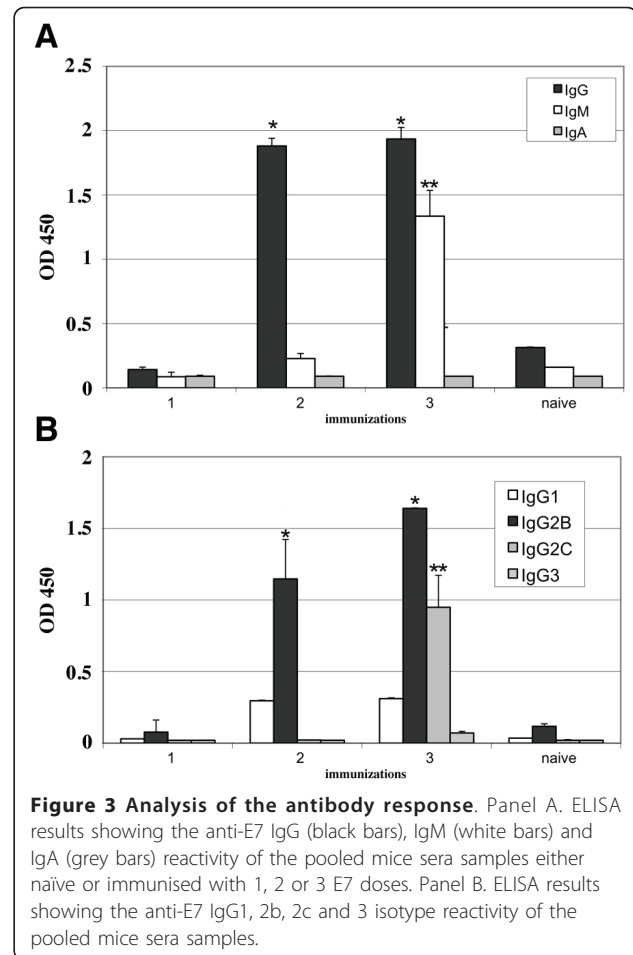 A
2.5
IgG
*
*
IgM
2
IgA
**
1.5
OD 450
1
0.5
0
1 2 3 naive
immunizations
B
2
IgG1
*
IgG2B
1.5
*
IgG2C
**
IgG3
OD 450
1
0.5
0
1 2 3 naive
immunizations
Figure 3 Analysis of the antibody response. Panel A. ELISA
results showing the anti-E7 IgG (black bars), IgM (white bars) and
IgA (grey bars) reactivity of the pooled mice sera samples either
naïve or immunised with 1, 2 or 3 E7 doses. Panel B. ELISA results
showing the anti-E7 IgG1, 2b, 2c and 3 isotype reactivity of the
pooled mice sera samples.